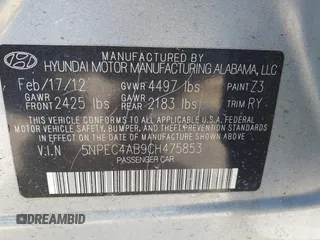 MANUFACTURED BY
HYUNDAI MOTOR MANUFACTURING ALABAMA, LLC
Feb/17/12 GVWR 4497 lbs PAINT Z3
GAWR FRONT 2425 lbs GAWR REAR 2183 lbs TRIM RY
THIS VEHICLE CONFORMS TO ALL APPLICABLE
FEDERAL MOTOR VEHICLE SAFETY, BUMPER, AND
THEFT PREVENTION STANDARDS IN EFFECT ON
THE DATE OF MANUFACTURE SHOWN ABOVE.
V.I.N 5NPEC4AB9CH475853
PASSENGER CAR
© DREAMBID
DREAMBID